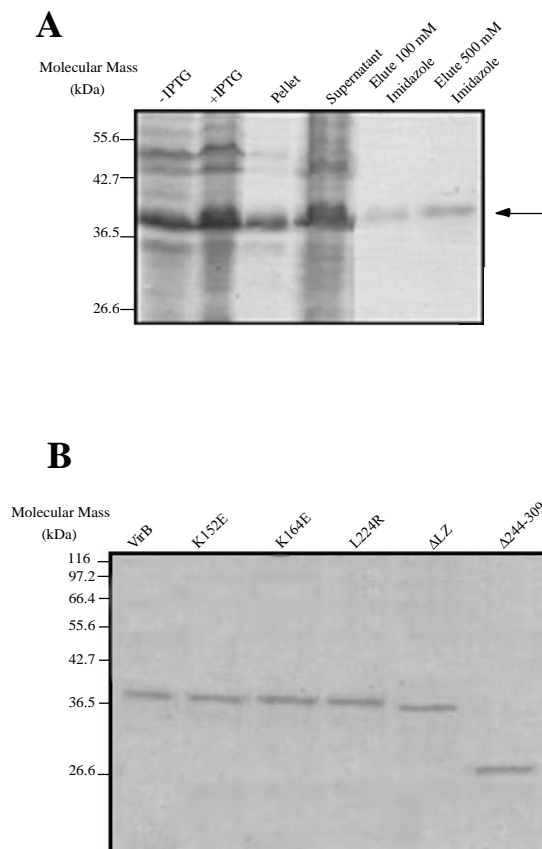 A
Molecular Mass
(kDa)
- IPTG
+IPTG
Pellet
Supernatant
Elute 100 mM
Imidazole
Elute 500 mM
Imidazole
55.6
42.7
36.5
26.6
B
Molecular Mass
(kDa)
VirB
K152E
K164E
L224R
ΔLZ
Δ244-309
116
97.2
66.4
55.6
42.7
36.5
26.6